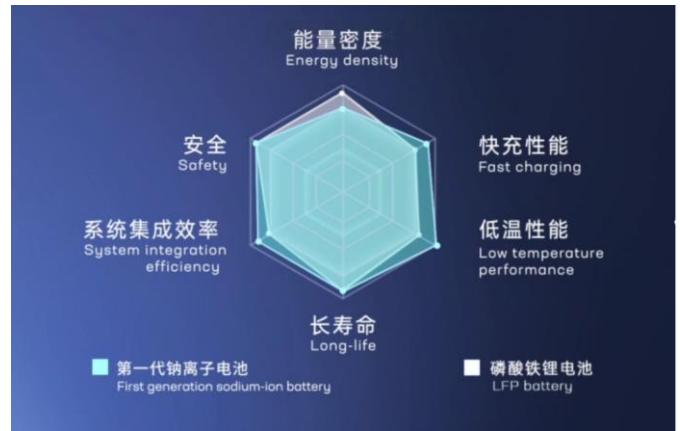 能量密度
Energy density
安全
Safety
快充性能
Fast charging
系统集成效率
System integration
efficiency
低温性能
Low temperature
performance
长寿命
Long-life
第一代钠离子电池
First generation sodium-ion battery
磷酸铁锂电池
LFP battery